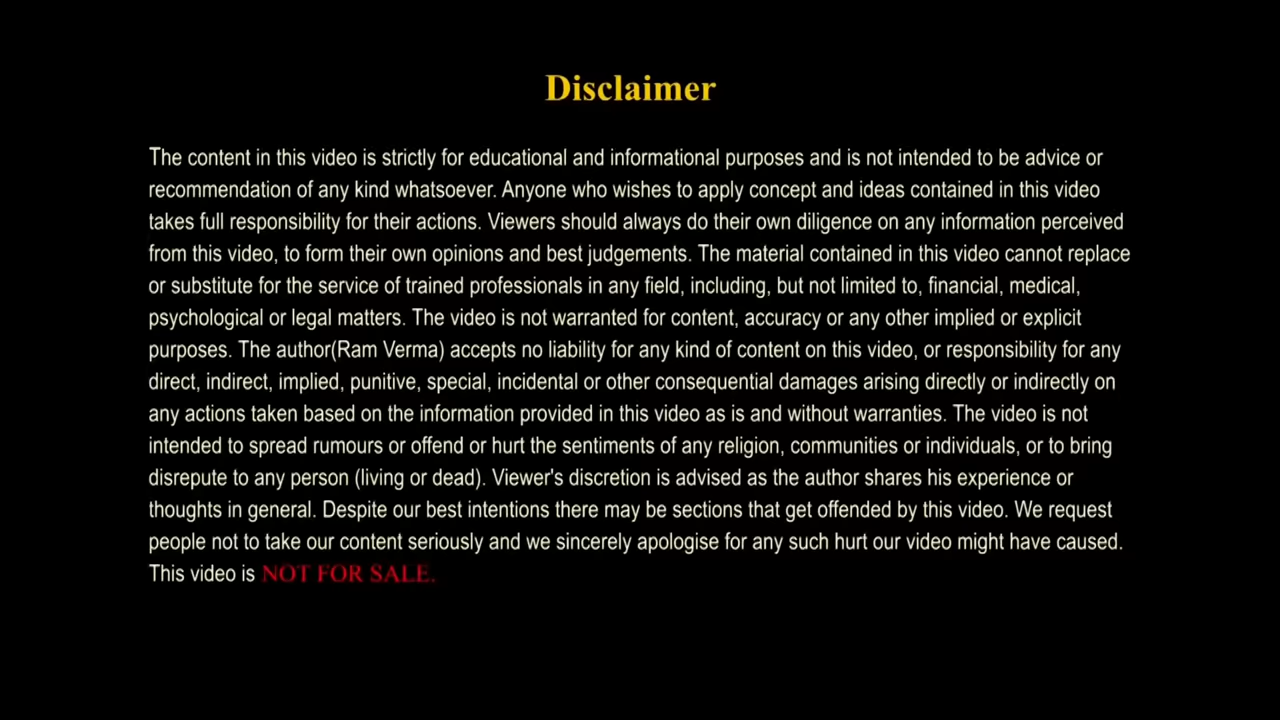 Disclaimer
The content in this video is strictly for educational and informational purposes and is not intended to be advice or
recommendation of any kind whatsoever. Anyone who wishes to apply concept and ideas contained in this video
takes full responsibility for their actions. Viewers should always do their own diligence on any information perceived
from this video, to form their own opinions and best judgements. The material contained in this video cannot replace
or substitute for the service of trained professionals in any field, including, but not limited to, financial, medical,
psychological or legal matters. The video is not warranted for content, accuracy or any other implied or explicit
purposes. The author(Ram Verma) accepts no liability for any kind of content on this video, or responsibility for any
direct, indirect, implied, punitive, special, incidental or other consequential damages arising directly or indirectly on
any actions taken based on the information provided in this video as is and without warranties. The video is not
intended to spread rumours or offend or hurt the sentiments of any religion, communities or individuals, or to bring
disrepute to any person (living or dead). Viewer's discretion is advised as the author shares his experience or
thoughts in general. Despite our best intentions there may be sections that get offended by this video. We request
people not to take our content seriously and we sincerely apologise for any such hurt our video might have caused.
This video is NOT FOR SALE.